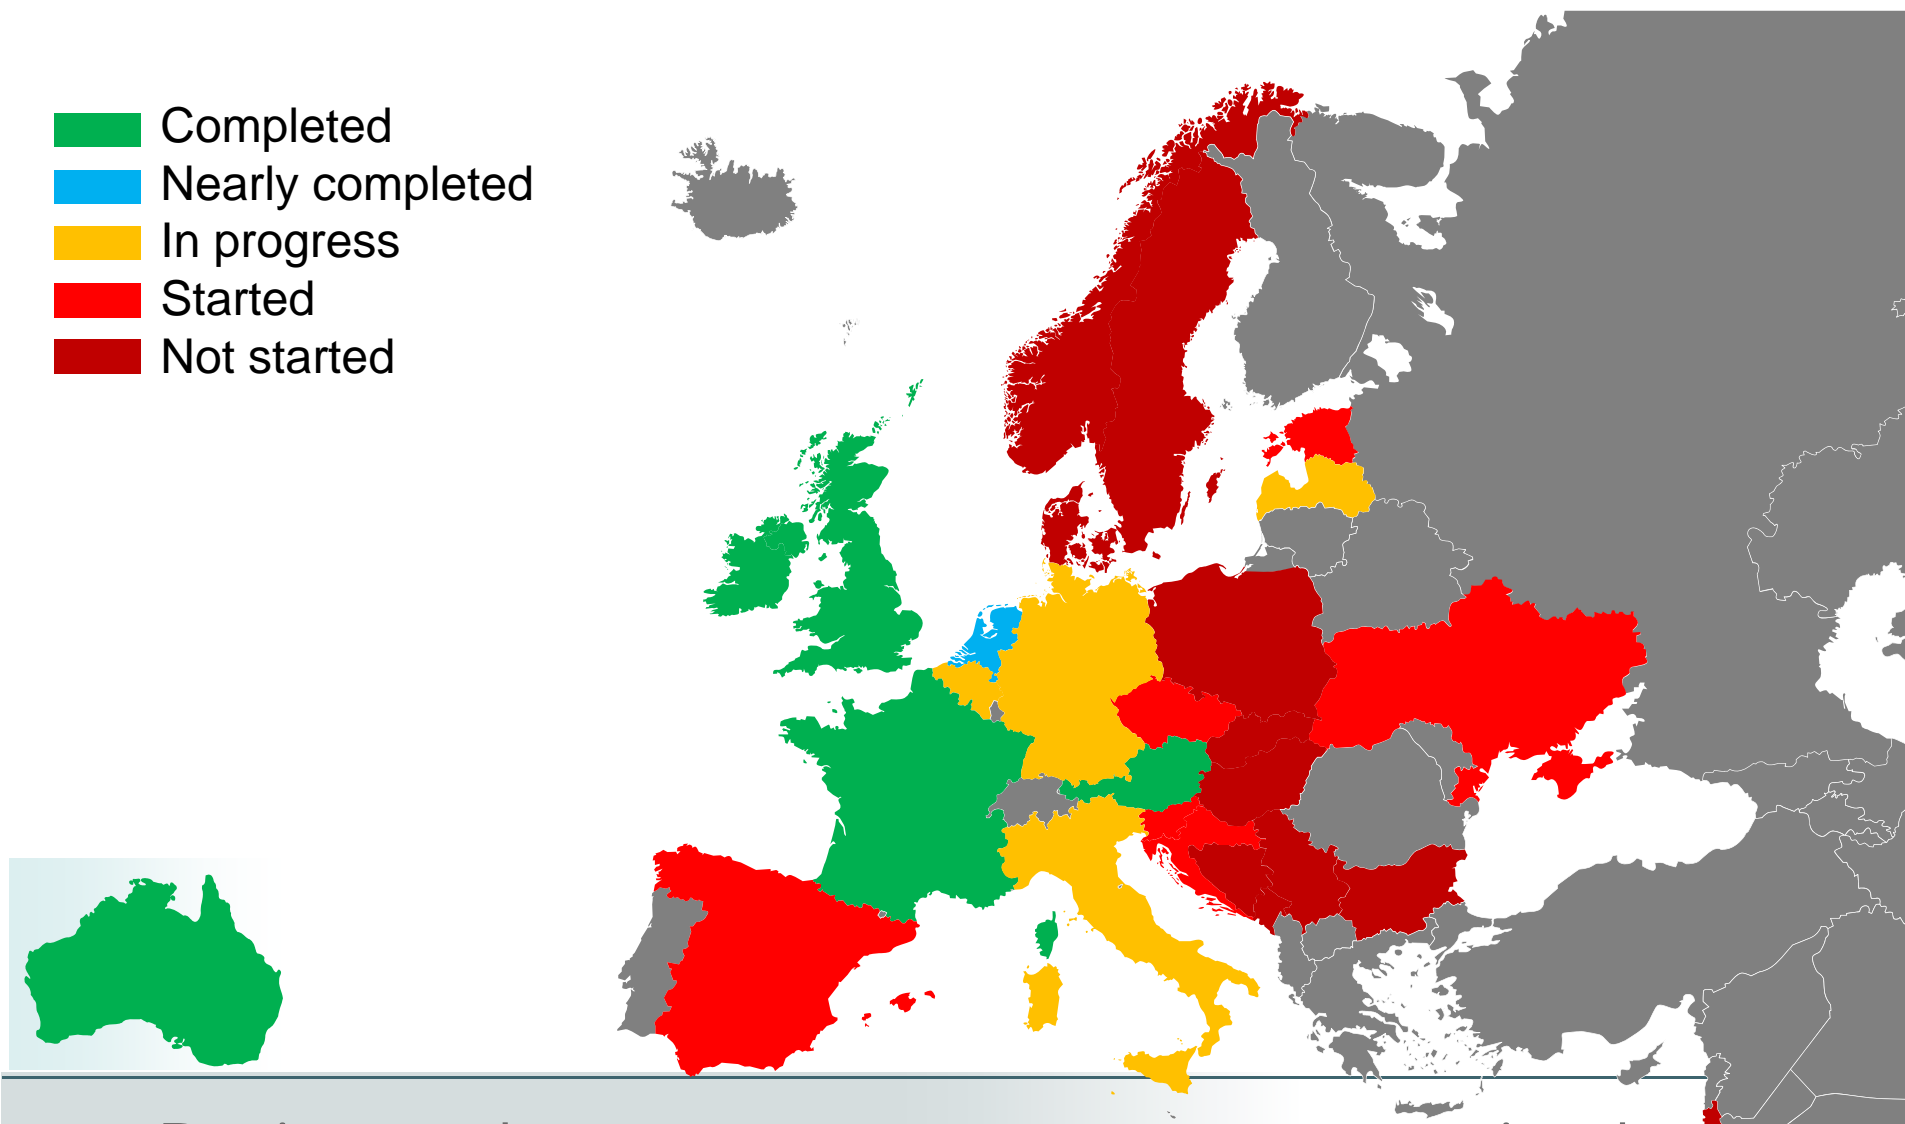 Completed
Nearly completed
In progress
Started
Not started